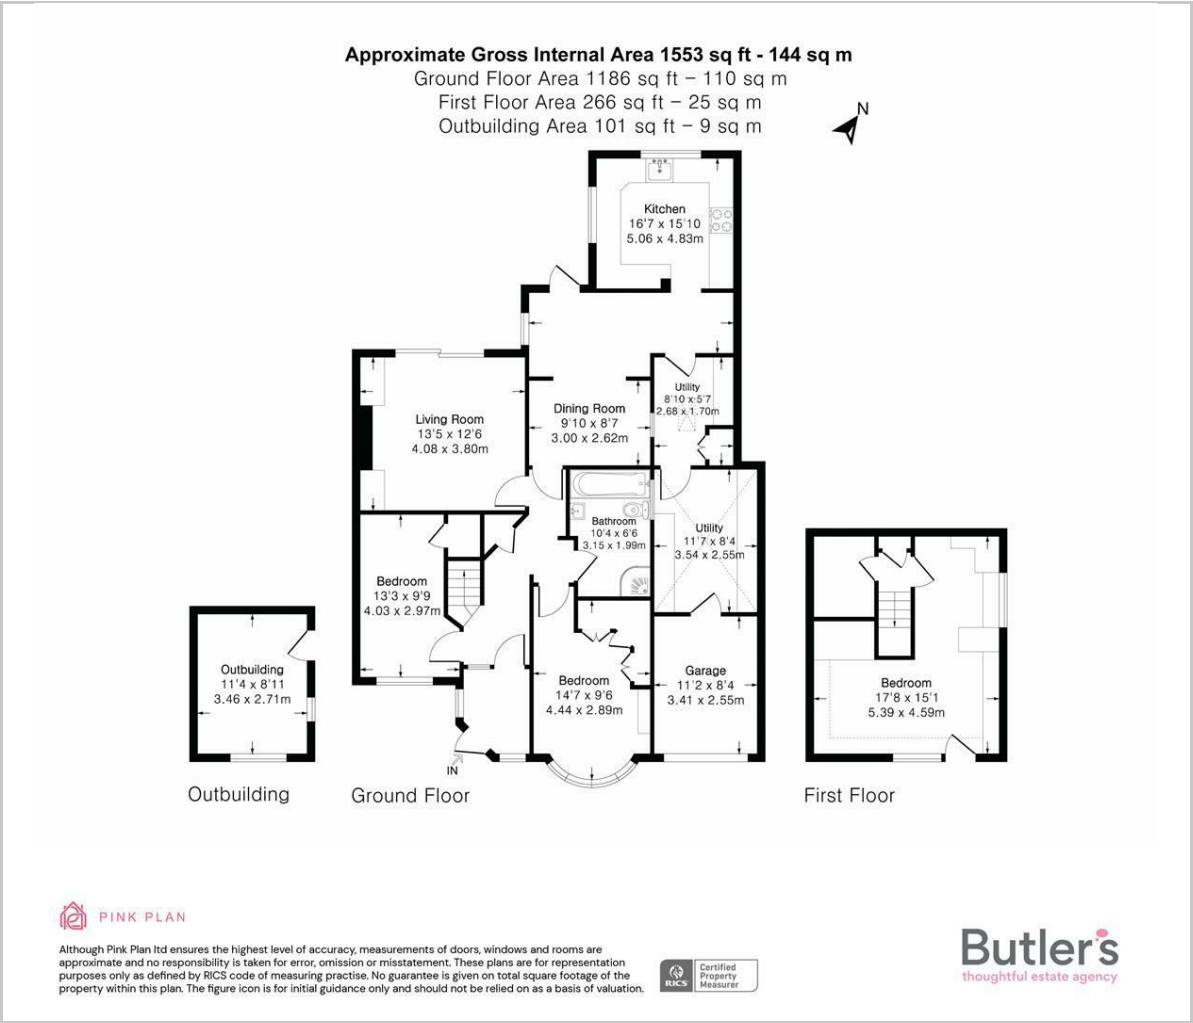 Approximate Gross Internal Area 1553 sq ft - 144 sq m
Ground Floor Area 1186 sq ft – 110 sq m
First Floor Area 266 sq ft – 25 sq m
Outbuilding Area 101 sq ft – 9 sq m
N
Kitchen
16'7 x 15'10
5.06 x 4.83m
Utility
8'10 x 5'7
2.68 x 1.70m
Living Room
13'5 x 12'6
4.08 x 3.80m
Dining Room
9'10 x 8'7
3.00 x 2.62m
Bathroom
10'4 x 6'6
3.15 x 1.99m
Utility
11'7 x 8'4
3.54 x 2.55m
Bedroom
13'3 x 9'9
4.03 x 2.97m
Outbuilding
11'4 x 8'11
3.46 x 2.71m
Bedroom
14'7 x 9'6
4.44 x 2.89m
Garage
11'2 x 8'4
3.41 x 2.55m
Bedroom
17'8 x 15'1
5.39 x 4.59m
IN
Outbuilding
Ground Floor
First Floor
PINK PLAN
Although Pink Plan ltd ensures the highest level of accuracy, measurements of doors, windows and rooms are
approximate and no responsibility is taken for error, omission or misstatement. These plans are for representation
purposes only as defined by RICS code of measuring practise. No guarantee is given on total square footage of the
property within this plan. The figure icon is for initial guidance only and should not be relied on as a basis of valuation.
RICS
Certified
Property
Measurer
Butler's
thoughtful estate agency